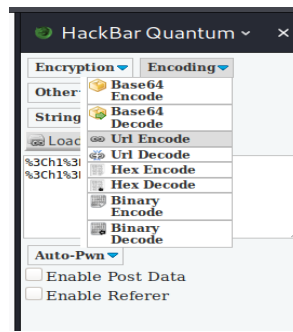 HackBar Quantum
Encryption Encoding
Other
Base64 Encode
String
Base64 Decode
Load
Url Encode
Url Decode
%3Ch1%3
Hex Encode
%3Ch1%3
Hex Decode
Binary Encode
Binary Decode
Auto-Pwn
Enable Post Data
Enable Referer